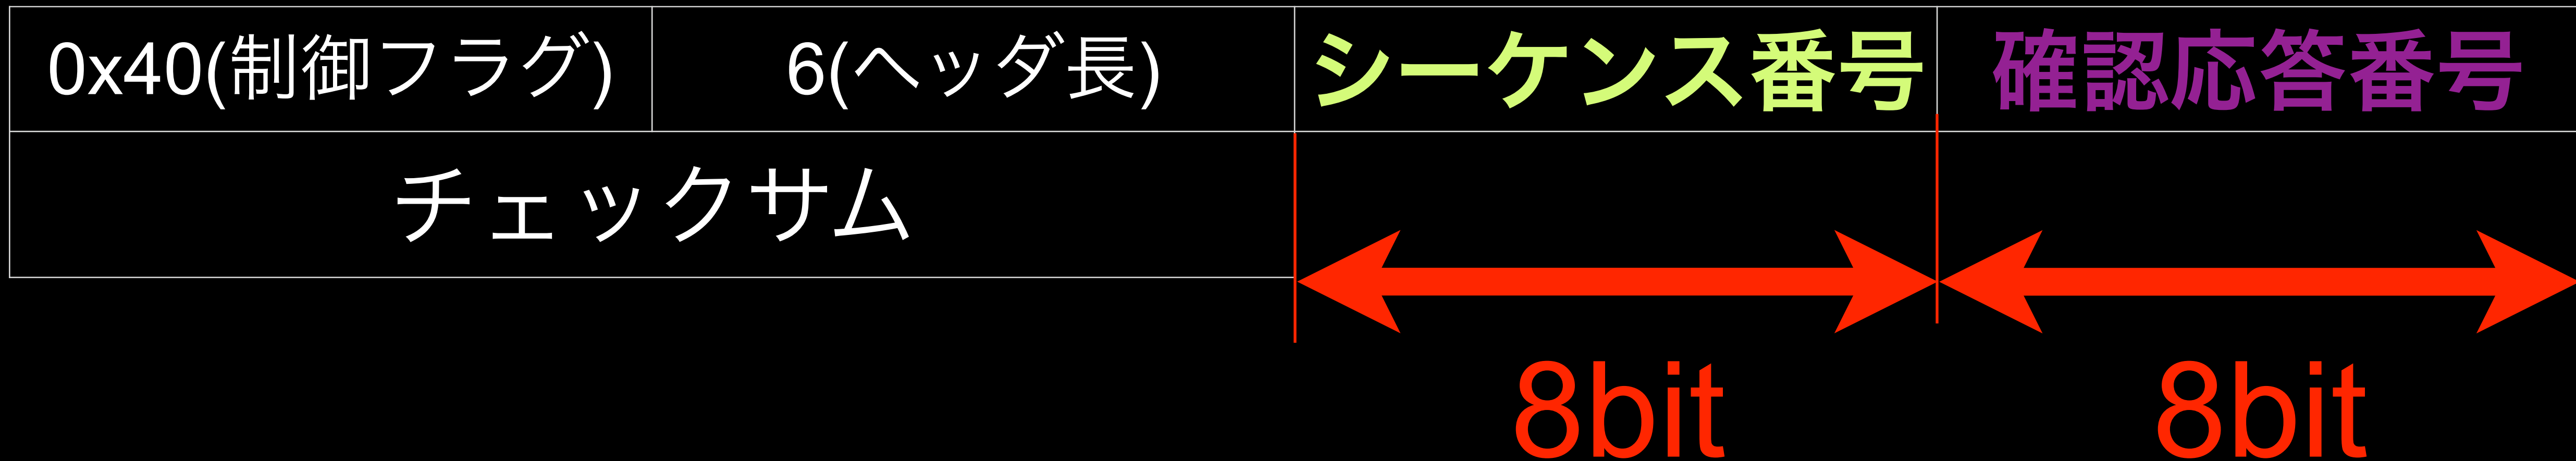 0x40(制御フラグ) 6(ヘッダ長) シーケンス番号 確認応答番号
チェックサム
8bit 8bit